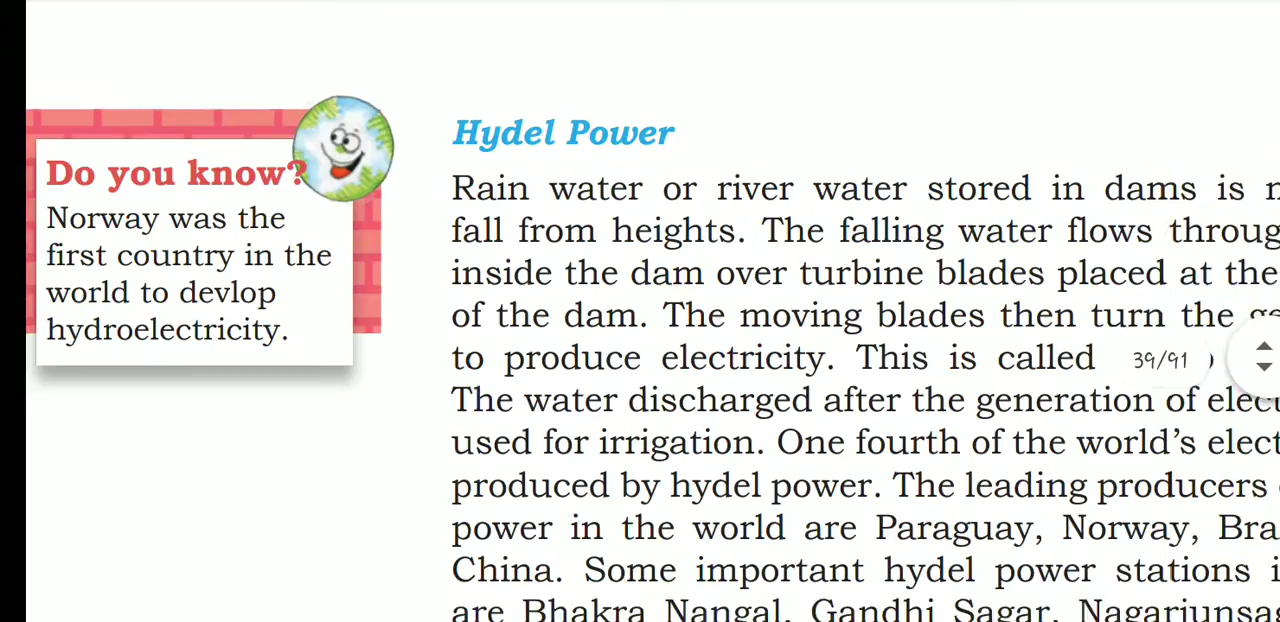 Do you know?
Norway was the
first country in the
world to devlop
hydroelectricity.
Hydel Power
Rain water or river water stored in dams is
fall from heights. The falling water flows
inside the dam over turbine blades placed at the
of the dam. The moving blades then turn the
to produce electricity. This is called
39/91
The water discharged after the generation of
used for irrigation. One fourth of the world's
produced by hydel power. The leading producers
power in the world are Paraguay, Norway,
China. Some important hydel power stations
are Bhakra Nangal, Gandhi Sagar,